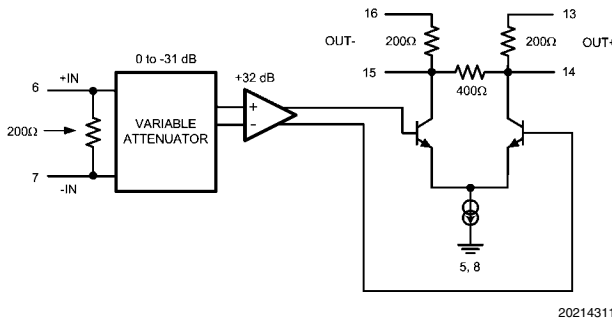 16
13
OUT-
200Ω
200Ω
OUT+
0 to -31 dB
15
14
+32 dB
400Ω
6
+IN
VARIABLE
ATTENUATOR
+
-
200Ω
7
-IN
5, 8
20214311